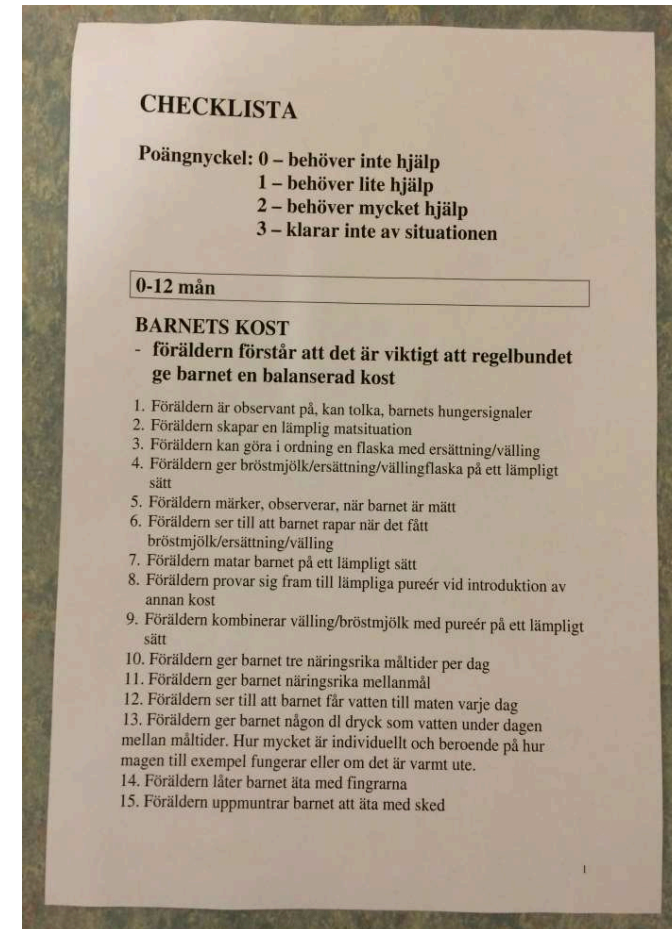 CHECKLISTA
Poängnyckel: 0 – behöver inte hjälp
1 – behöver lite hjälp
2 – behöver mycket hjälp
3 – klarar inte av situationen
0-12 mån
BARNETS KOST
- föräldern förstår att det är viktigt att regelbundet
ge barnet en balanserad kost
1. Föräldern är observant på, kan tolka, barnets hungersignaler
2. Föräldern skapar en lämplig matsituation
3. Föräldern kan göra i ordning en flaska med ersättning/välling
4. Föräldern ger bröstmjölk/ersättning/vällingflaska på ett lämpligt
sätt
5. Föräldern märker, observerar, när barnet är mätt
6. Föräldern ser till att barnet rapar när det fått
bröstmjölk/ersättning/välling
7. Föräldern matar barnet på ett lämpligt sätt
8. Föräldern provar sig fram till lämpliga pureér vid introduktion av
annan kost
9. Föräldern kombinerar välling/bröstmjölk med pureér på ett lämpligt
sätt
10. Föräldern ger barnet tre näringsrika måltider per dag
11. Föräldern ger barnet näringsrika mellanmål
12. Föräldern ser till att barnet får vatten till maten varje dag
13. Föräldern ger barnet någon dl dryck som vatten under dagen
mellan måltider. Hur mycket är individuellt och beroende på hur
magen till exempel fungerar eller om det är varmt ute.
14. Föräldern låter barnet äta med fingrarna
15. Föräldern uppmuntrar barnet att äta med sked
1